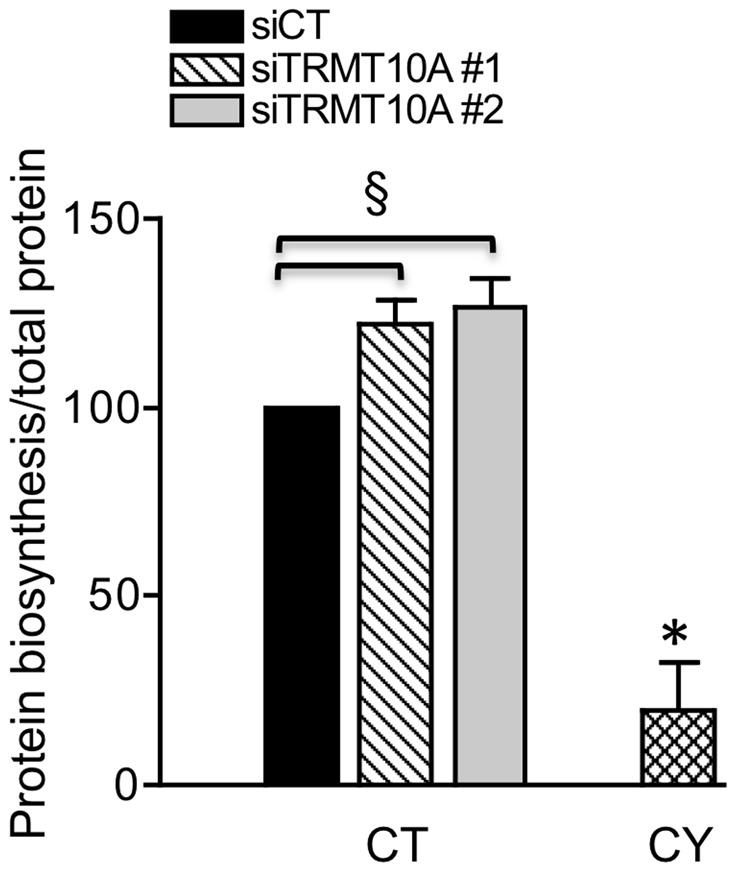 siCT
siTRMT10A #1
siTRMT10A #2
Protein biosynthesis/total protein
150
100
50
0
§
*
CT
CY